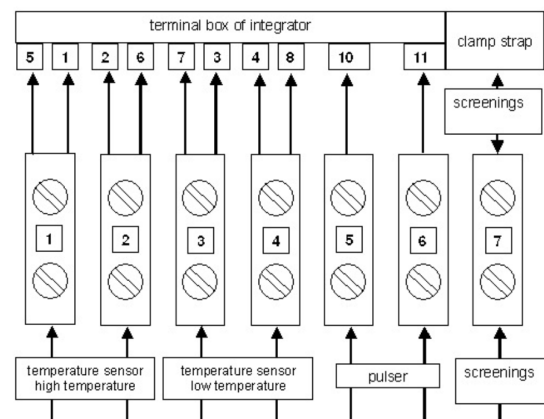 terminal box of integrator
clamp strap
5 1 2 6 7 3 4 8 10 11
screenings
1 2 3 4 5 6 7
temperature sensor
high temperature
temperature sensor
low temperature
pulser
screenings